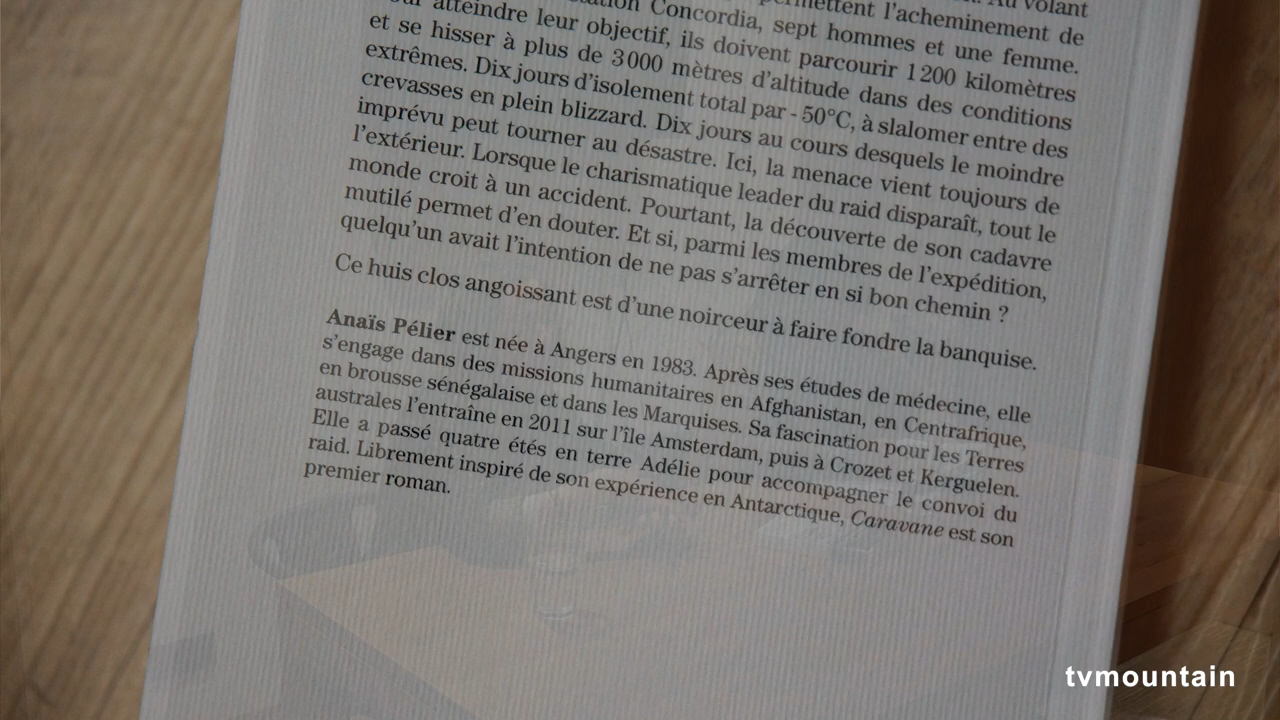 permettent l'acheminement de
station Concordia, sept hommes et une femme.
atteindre leur objectif, ils doivent parcourir 1 200 kilomètres
et se hisser à plus de 3 000 mètres d'altitude dans des conditions
extrêmes. Dix jours d'isolement total par - 50°C, à slalomer entre des
crevasses en plein blizzard. Dix jours au cours desquels le moindre
imprévu peut tourner au désastre. Ici, la menace vient toujours de
l'extérieur. Lorsque le charismatique leader du raid disparaît, tout le
monde croit à un accident. Pourtant, la découverte de son cadavre
mutilé permet d'en douter. Et si, parmi les membres de l'expédition,
quelqu'un avait l'intention de ne pas s'arrêter en si bon chemin ?
Ce huis clos angoissant est d'une noirceur à faire fondre la banquise.
Anaïs Pélier est née à Angers en 1983. Après ses études de médecine, elle
s'engage dans des missions humanitaires en Afghanistan, en Centrafrique,
en brousse sénégalaise et dans les Marquises. Sa fascination pour les Terres
australes l'entraîne en 2011 sur l'île Amsterdam, puis à Crozet et Kerguelen.
Elle a passé quatre étés en terre Adélie pour accompagner le convoi du
raid. Librement inspiré de son expérience en Antarctique, Caravane est son
premier roman.
tvmountain